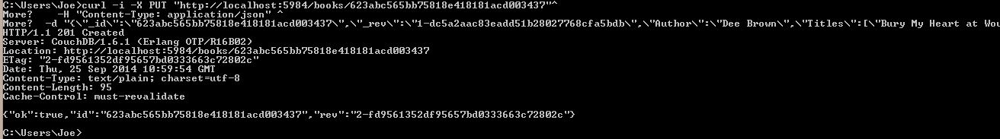 C:\Users\Joe>curl -i -X PUT "http://localhost:5984/books/623abc565bb75818e418181acd003437"^
More?    -H "Content-Type: application/json" ^
More?  -d "{\"_id\":\"623abc565bb75818e418181acd003437\",\"_rev\":\"1-dc5a2aac83eadd51b28027768cfa5bdb\",\"Author\":\"Dee Brown\",\"Titles\":[\"Bury My Heart at Wou
HTTP/1.1 201 Created
Server: CouchDB/1.6.1 (Erlang OTP/R16B02)
Location: http://localhost:5984/books/623abc565bb75818e418181acd003437
ETag: "2-fd9561352df95657bd0333663c72802c"
Date: Thu, 25 Sep 2014 10:59:54 GMT
Content-Type: text/plain; charset=utf-8
Content-Length: 95
Cache-Control: must-revalidate
{"ok":true,"id":"623abc565bb75818e418181acd003437","rev":"2-fd9561352df95657bd0333663c72802c"}
C:\Users\Joe>